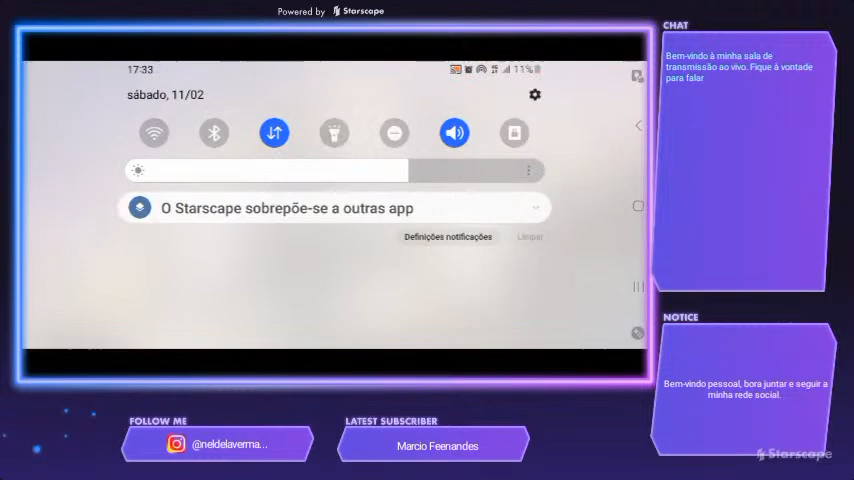 Powered by Starscape
CHAT
Bem-vindo à minha sala de
transmissão ao vivo. Fique à vontade
para falar
17:33
11%
sábado, 11/02
O Starscape sobrepõe-se a outras app
Definições notificações
Limpar
NOTICE
Bem-vindo pessoal, bora juntar e seguir a
minha rede social.
FOLLOW ME
@neldelaverma...
LATEST SUBSCRIBER
Marcio Feenandes
Starscape